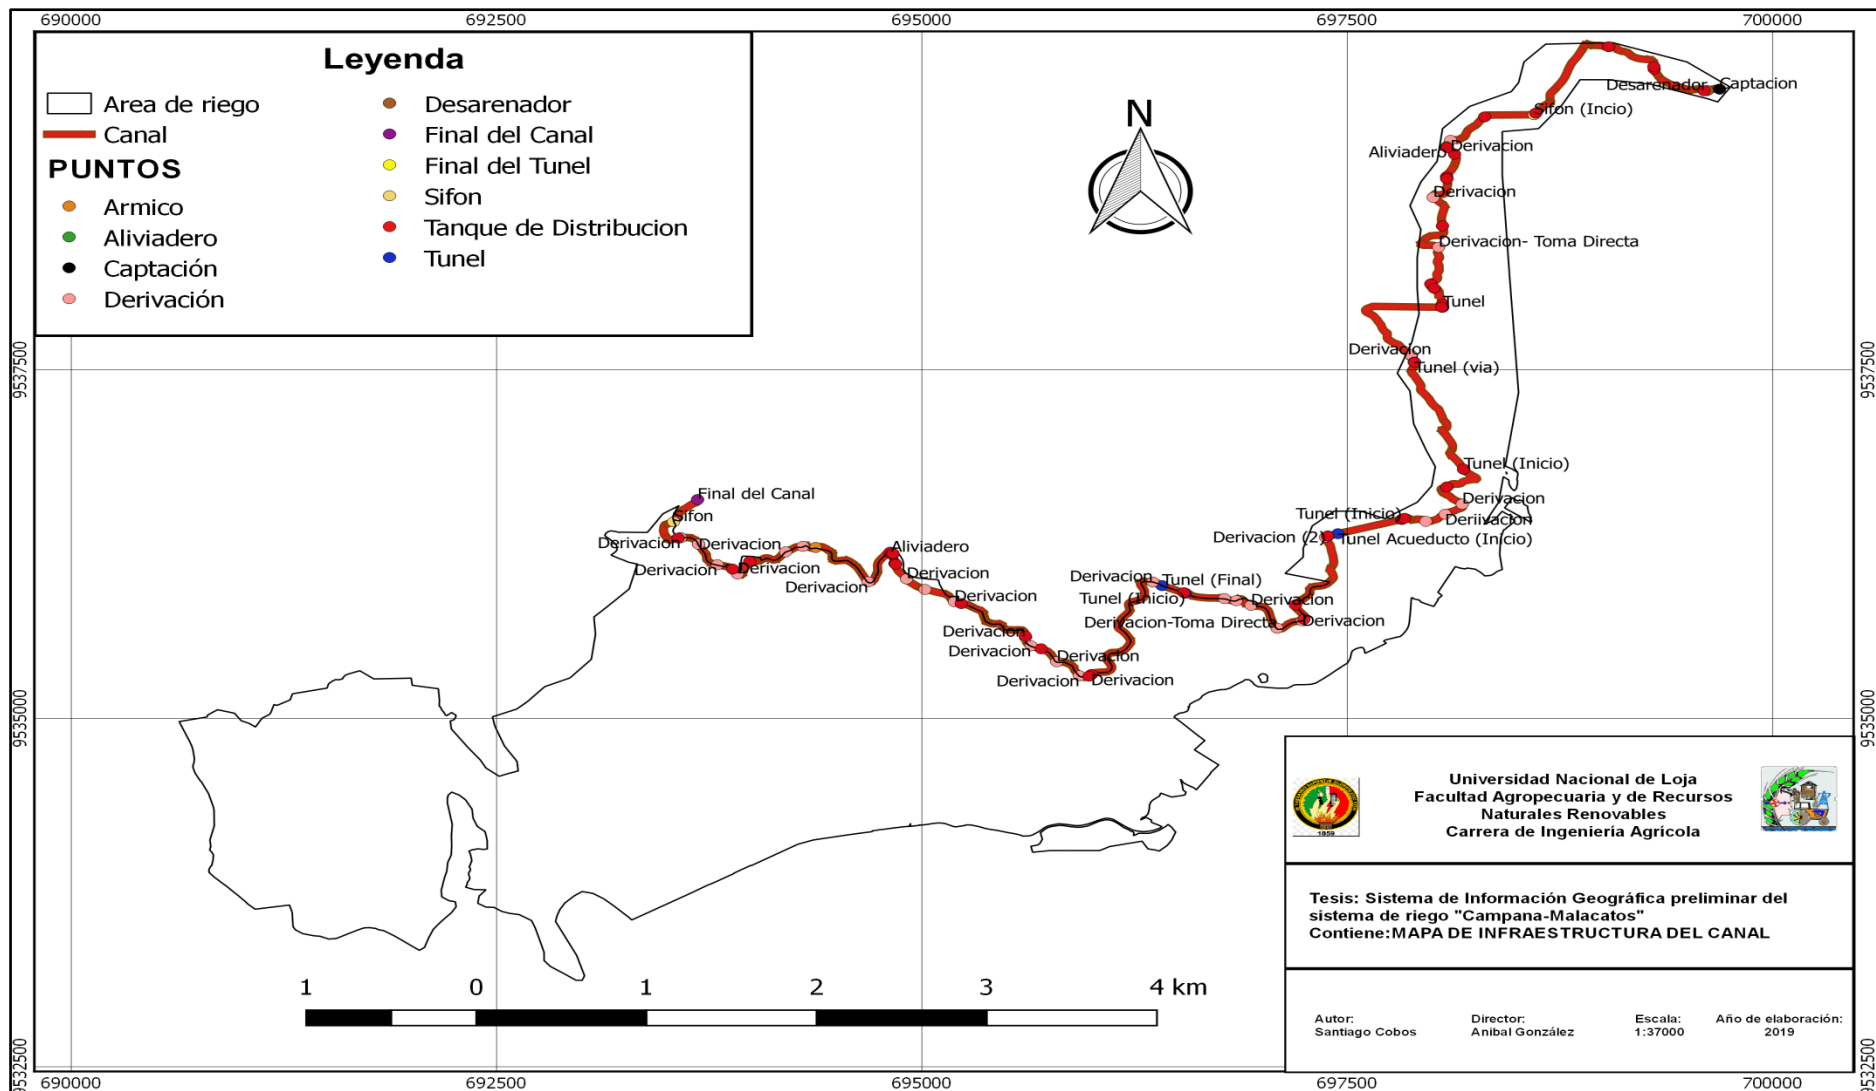 690000
692500
695000
697500
700000
Leyenda
Area de riego
Canal
PUNTOS
Armico
Aliviadero
Captación
Derivación
Desarenador
Final del Canal
Final del Tunel
Sifon
Tanque de Distribucion
Tunel
N
Desarenador
Captacion
Sifon (Incio)
Derivacion
Aliviadero
Derivacion
Derivacion- Toma Directa
Tunel
9537500
9537500
Derivacion
Tunel (via)
Tunel (Inicio)
Derivacion
Tunel (Inicio)
Deriivacion
Derivacion (2)
Tunel Acueducto (Inicio)
Final del Canal
Sifon
Derivacion
Derivacion
Derivacion
Derivacion
Aliviadero
Derivacion
Derivacion
Derivacion
Derivacion
Tunel (Final)
Tunel (Inicio)
Derivacion
Derivacion-Toma Directa
Derivacion
Derivacion
Derivacion
Derivacion
Derivacion
Derivacion
9535000
9535000
1859
Universidad Nacional de Loja
Facultad Agropecuaria y de Recursos
Naturales Renovables
Carrera de Ingeniería Agrícola
Tesis: Sistema de Información Geográfica preliminar del
sistema de riego "Campana-Malacatos"
Contiene:MAPA DE INFRAESTRUCTURA DEL CANAL
1 0 1 2 3 4 km
Autor:
Santiago Cobos
Director:
Anibal González
Escala:
1:37000
Año de elaboración:
2019
9532500
9532500
690000
692500
695000
697500
700000